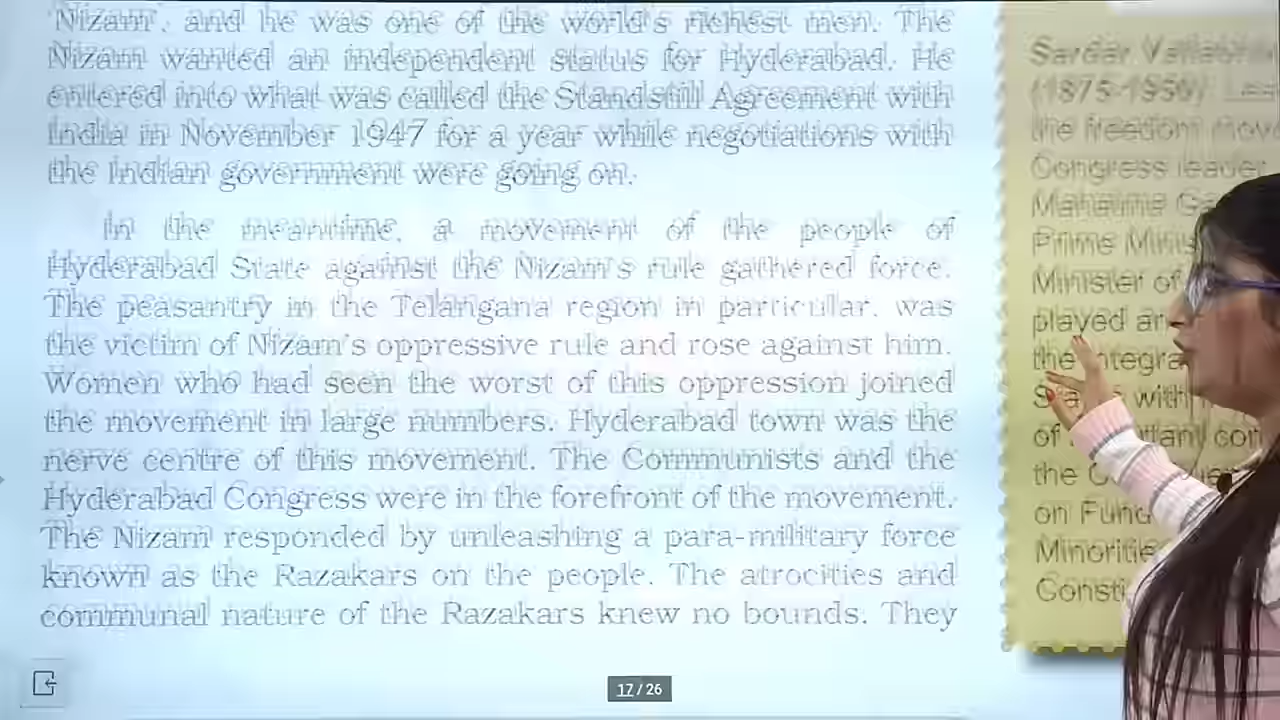 'Nizam', and he was one of the world's richest men. The
Nizam wanted an independent status for Hyderabad. He
entered into what was called the Standstill Agreement with
India in November 1947 for a year while negotiations with
the Indian government were going on.
In the meantime, a movement of the people of
Hyderabad State against the Nizam's rule gathered force.
The peasantry in the Telangana region in particular, was
the victim of Nizam's oppressive rule and rose against him.
Women who had seen the worst of this oppression joined
the movement in large numbers. Hyderabad town was the
nerve centre of this movement. The Communists and the
Hyderabad Congress were in the forefront of the movement.
The Nizam responded by unleashing a para-military force
known as the Razakars on the people. The atrocities and
communal nature of the Razakars knew no bounds. They
Sardar
(1875-1950)
the freedom
Congress leader
Mahatma
Prime
Minister of
played
the
with
of
the
on
17 / 26